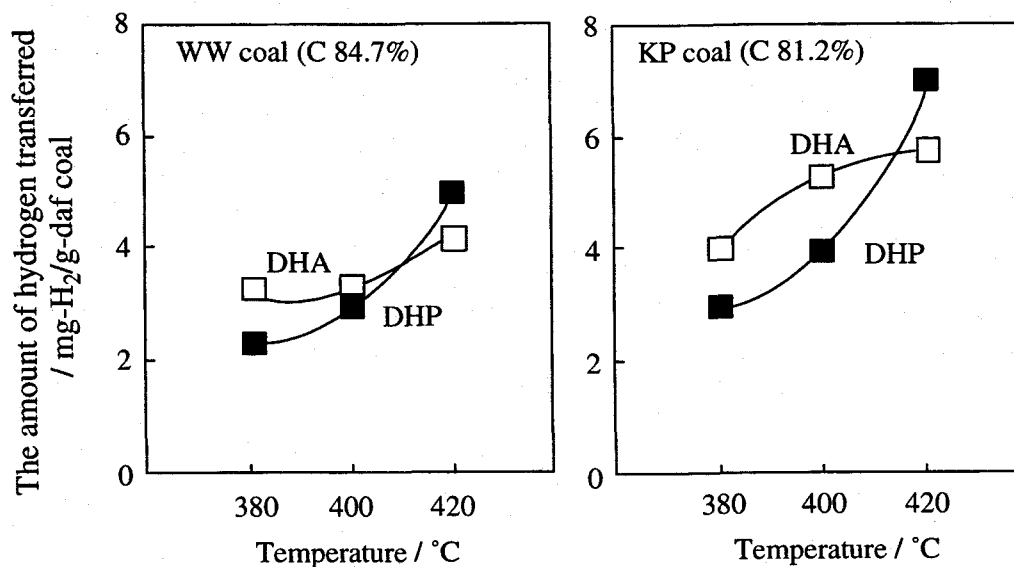 The amount of hydrogen transferred
/ mg-H₂/g-daf coal
8
6
4
2
0
WW coal (C 84.7%)
DHA
DHP
380 400 420
Temperature / ˚C
8
6
4
2
0
KP coal (C 81.2%)
DHA
DHP
380 400 420
Temperature / ˚C